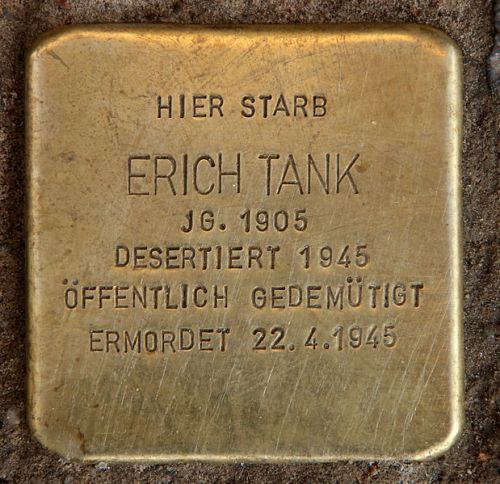 HIER STARB
ERICH TANK
JG. 1905
DESERTIERT 1945
ÖFFENTLICH GEDEMÜTIGT
ERMORDET 22.4.1945